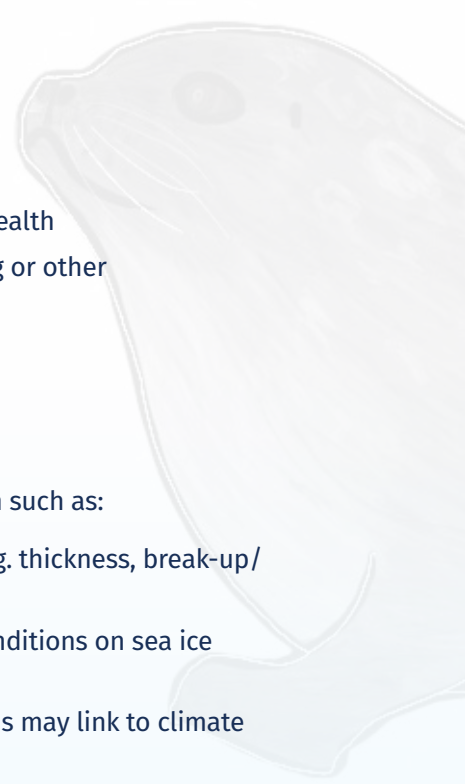 ealth
g or other
n such as:
g. thickness, break-up/
nditions on sea ice
s may link to climate